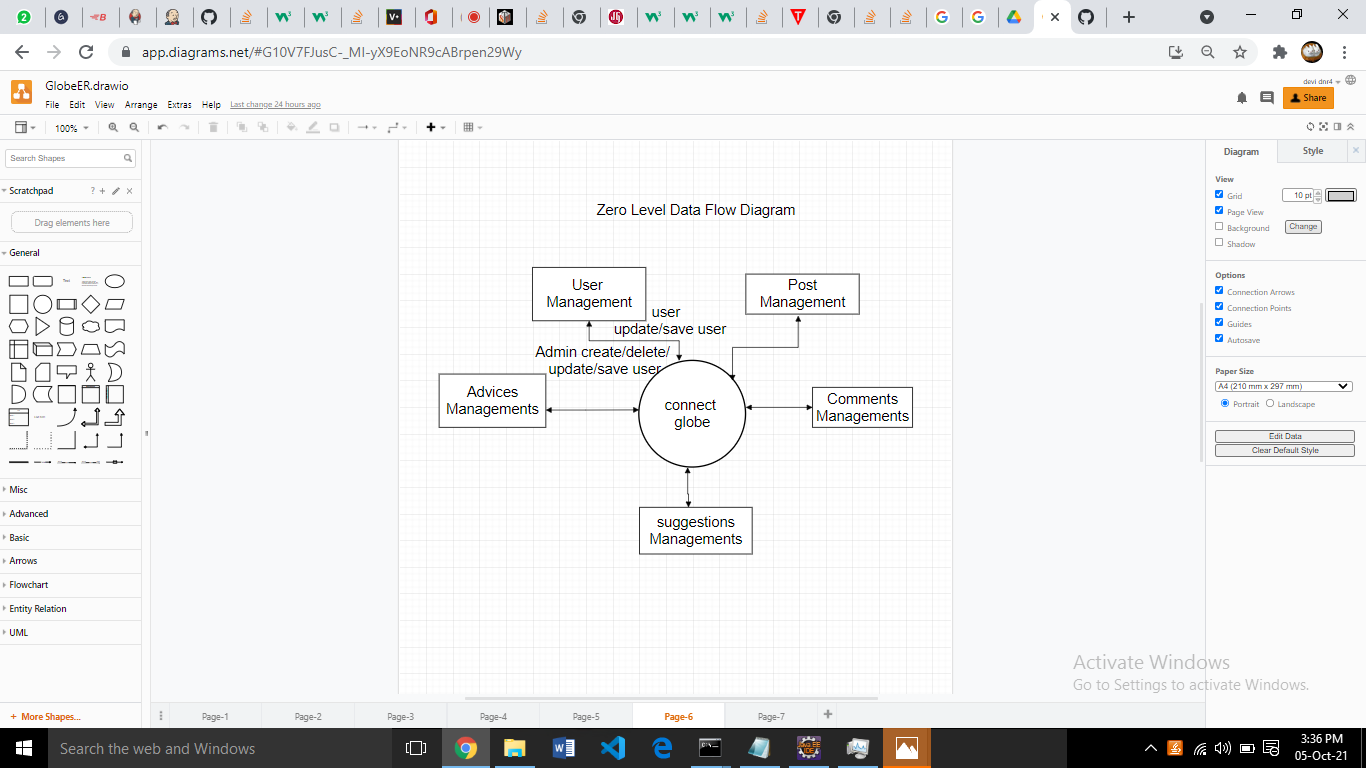 2
app.diagrams.net/#G10V7FJusC-_MI-yX9EoNR9cABrpen29Wy
GlobeER.drawio
devi dnr4
File Edit View Arrange Extras Help Last change 24 hours ago
Share
100%
Search Shapes
Scratchpad
Drag elements here
General
Text
Misc
Advanced
Basic
Arrows
Flowchart
Entity Relation
UML
+ More Shapes...
Zero Level Data Flow Diagram
User
Management
Post
Management
user
update/save user
Admin create/delete/
update/save user
Advices
Managements
connect
globe
Comments
Managements
suggestions
Managements
Diagram Style
View
Grid 10 pt
Page View
Background Change
Shadow
Options
Connection Arrows
Connection Points
Guides
Autosave
Paper Size
A4 (210 mm x 297 mm)
Portrait Landscape
Edit Data
Clear Default Style
Activate Windows
Go to Settings to activate Windows.
Page-1 Page-2 Page-3 Page-4 Page-5 Page-6 Page-7
Search the web and Windows
3:36 PM
05-Oct-21